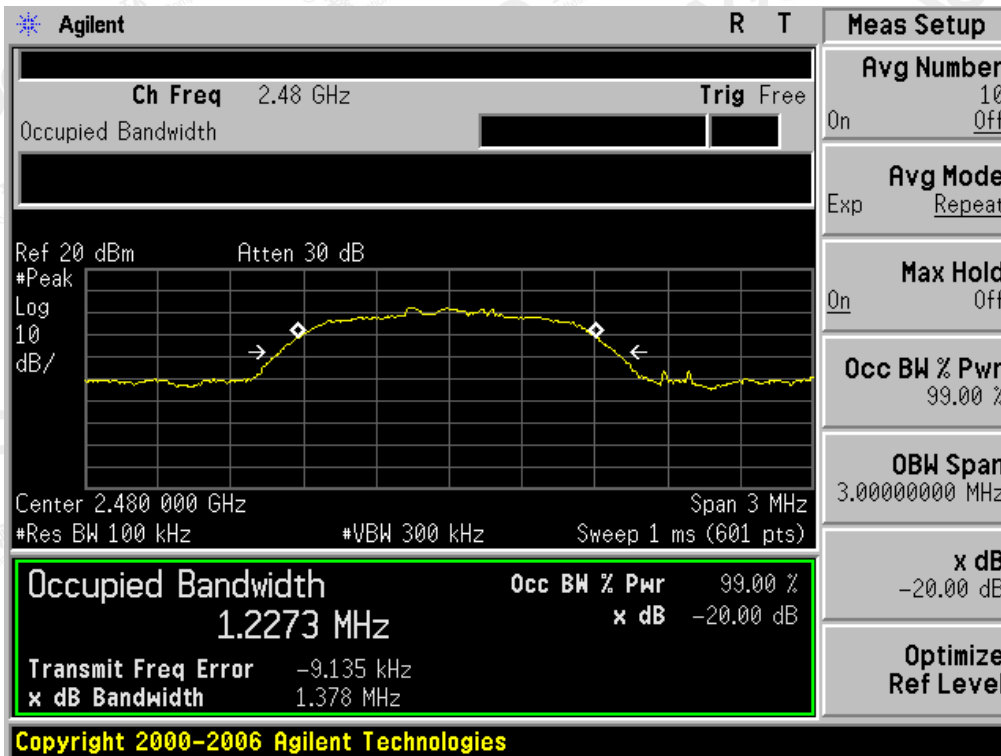 Agilent R T
Ch Freq 2.48 GHz Trig Free
Occupied Bandwidth
Ref 20 dBm Atten 30 dB
#Peak
Log
10
dB/
Center 2.480 000 GHz Span 3 MHz
#Res BW 100 kHz #VBW 300 kHz Sweep 1 ms (601 pts)
Occupied Bandwidth Occ BW % Pwr 99.00 %
1.2273 MHz x dB -20.00 dB
Transmit Freq Error -9.135 kHz
x dB Bandwidth 1.378 MHz
Copyright 2000-2006 Agilent Technologies
Meas Setup
Avg Number
10
On Off
Avg Mode
Exp Repeat
Max Hold
On Off
Occ BW % Pwr
99.00 %
OBW Span
3.00000000 MHz
x dB
-20.00 dB
Optimize
Ref Level